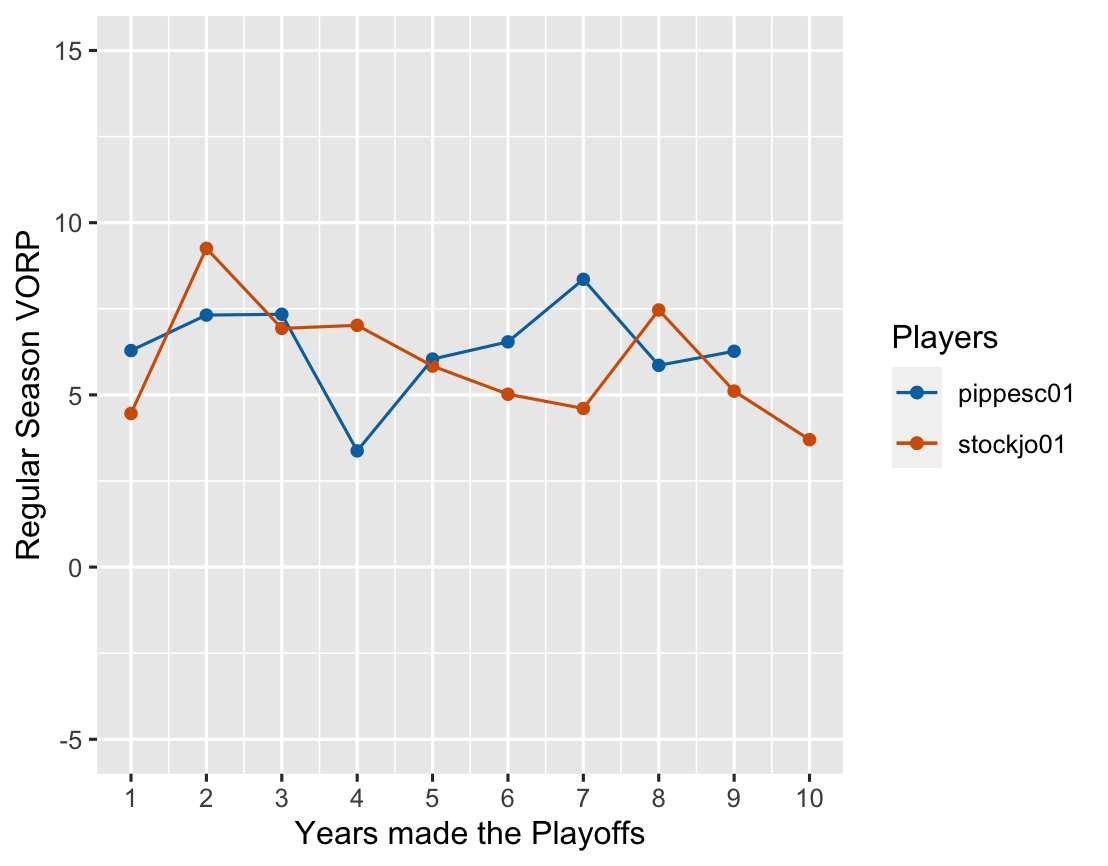 15
10
5
0
-5
Regular Season VORP
1 2 3 4 5 6 7 8 9 10
Years made the Playoffs
Players
pippesc01
stockjo01